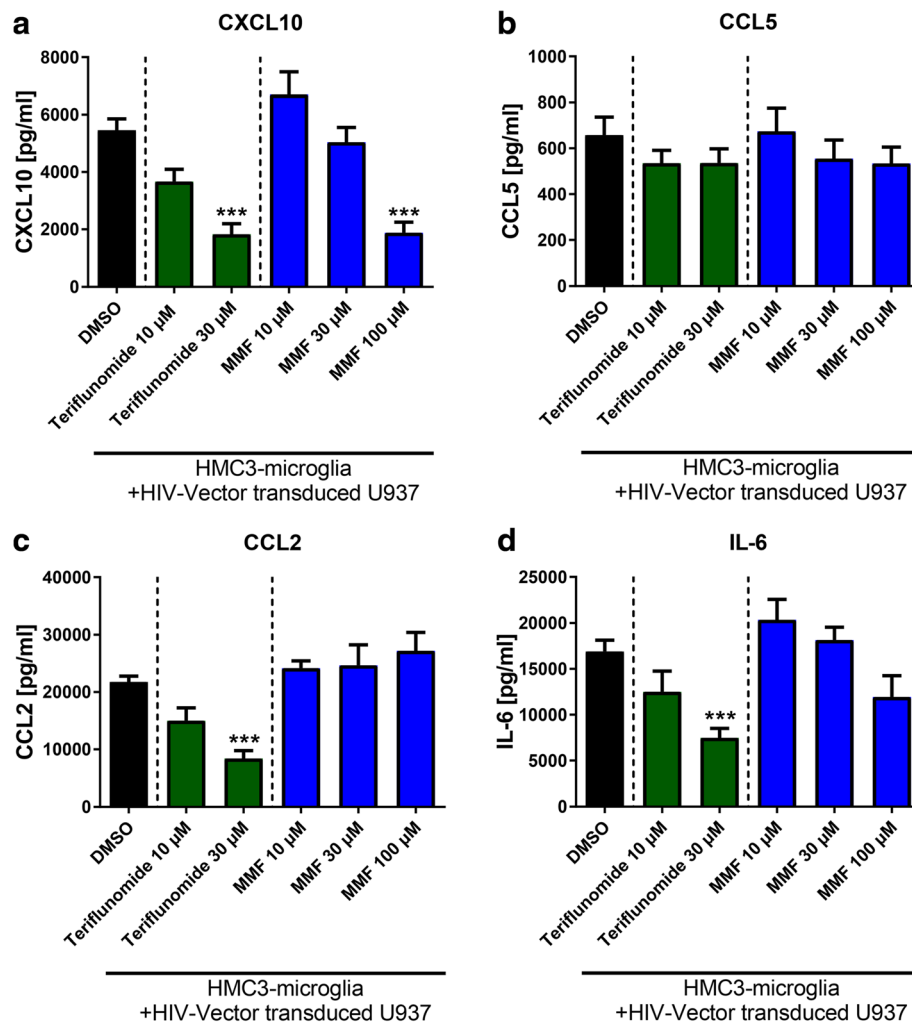 a
CXCL10
CXCL10 [pg/ml]
8000
6000
4000
2000
0
***
***
DMSO
Teriflunomide 10 µM
Teriflunomide 30 µM
MMF 10 µM
MMF 30 µM
MMF 100 µM
HMC3-microglia
+HIV-Vector transduced U937
b
CCL5
CCL5 [pg/ml]
1000
800
600
400
200
0
DMSO
Teriflunomide 10 µM
Teriflunomide 30 µM
MMF 10 µM
MMF 30 µM
MMF 100 µM
HMC3-microglia
+HIV-Vector transduced U937
c
CCL2
CCL2 [pg/ml]
40000
30000
20000
10000
0
***
DMSO
Teriflunomide 10 µM
Teriflunomide 30 µM
MMF 10 µM
MMF 30 µM
MMF 100 µM
HMC3-microglia
+HIV-Vector transduced U937
d
IL-6
IL-6 [pg/ml]
25000
20000
15000
10000
5000
0
***
DMSO
Teriflunomide 10 µM
Teriflunomide 30 µM
MMF 10 µM
MMF 30 µM
MMF 100 µM
HMC3-microglia
+HIV-Vector transduced U937